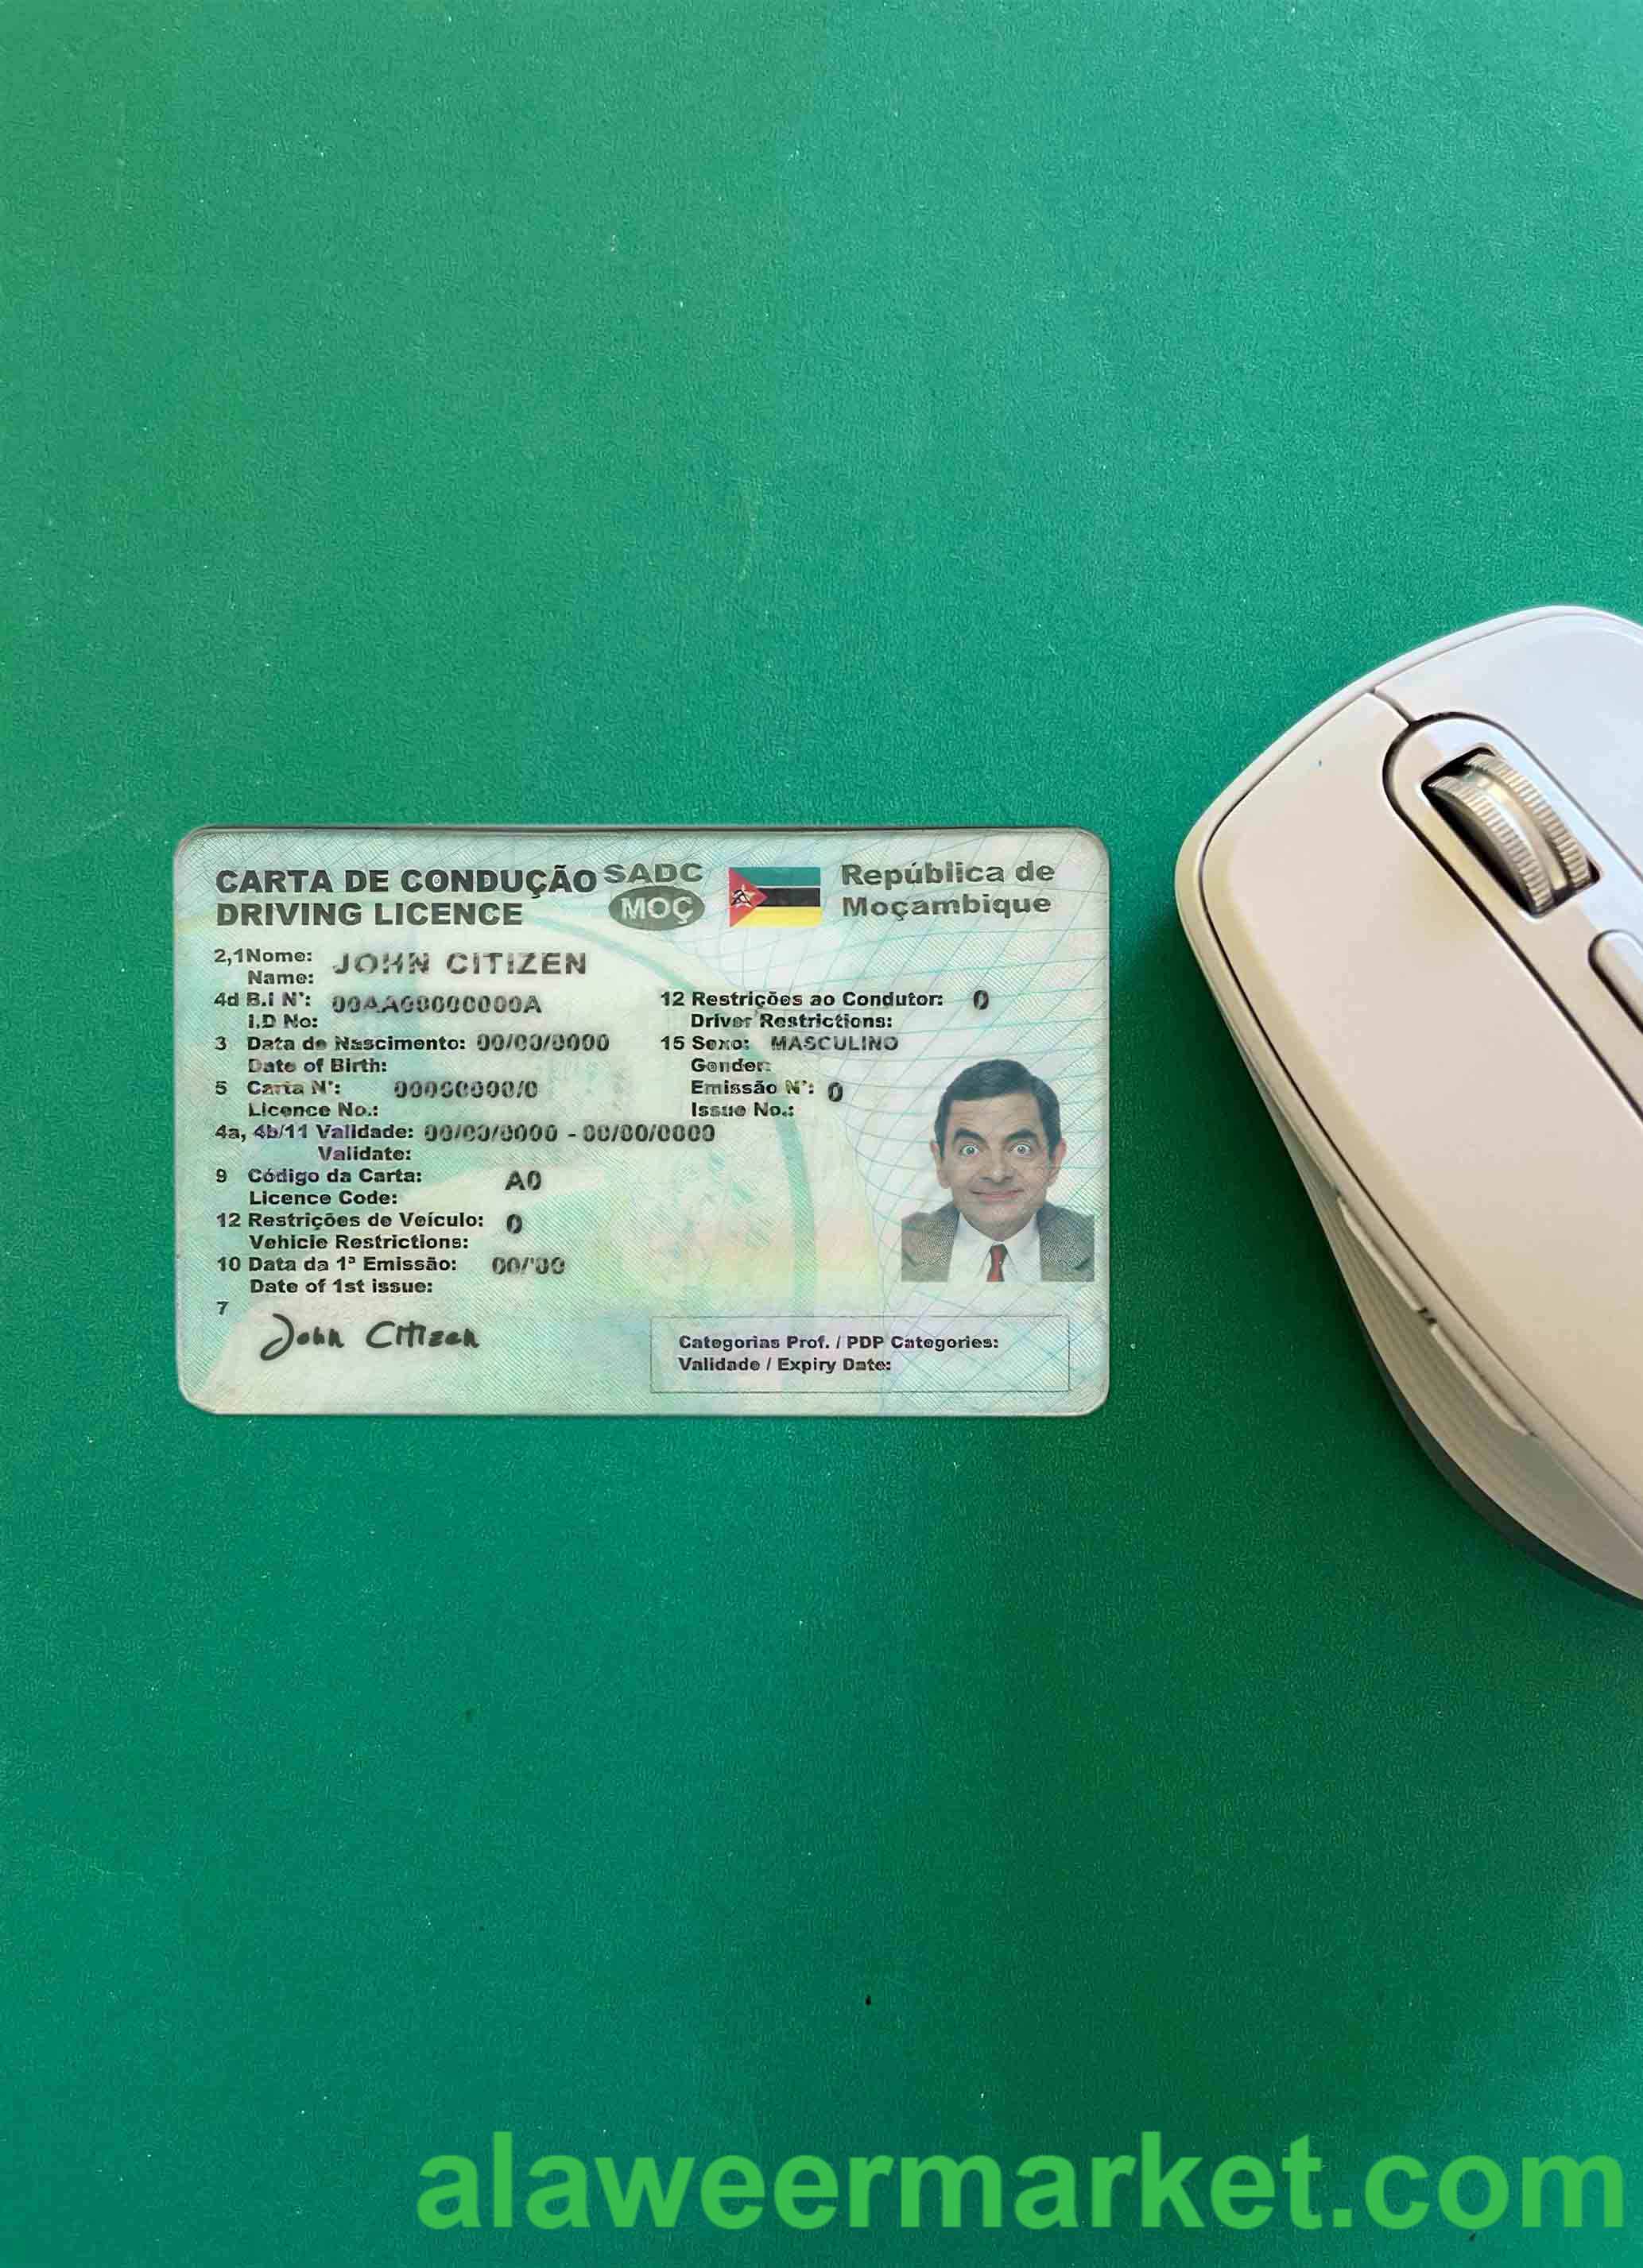 CARTA DE CONDUÇÃO SADC República de
DRIVING LICENCE MOÇ Moçambique
2,1 Nome: JOHN CITIZEN
Name:
4d B.i Nº: 00AA00000000A 12 Restrições ao Condutor: 0
I.D No: Driver Restrictions:
3 Data de Nascimento: 00/00/0000 15 Sexo: MASCULINO
Date of Birth: Gender:
5 Carta Nº: 00000000/0 Emissão Nº: 0
Licence No.: Issue No.:
4a, 4b/11 Validade: 00/00/0000 - 00/00/0000
Validate:
9 Código da Carta: A0
Licence Code:
12 Restrições de Veículo: 0
Vehicle Restrictions:
10 Data da 1ª Emissão: 00/'00
Date of 1st issue:
7
John Citizen
Categorias Prof. / PDP Categories:
Validade / Expiry Date:
alaweermarket.com